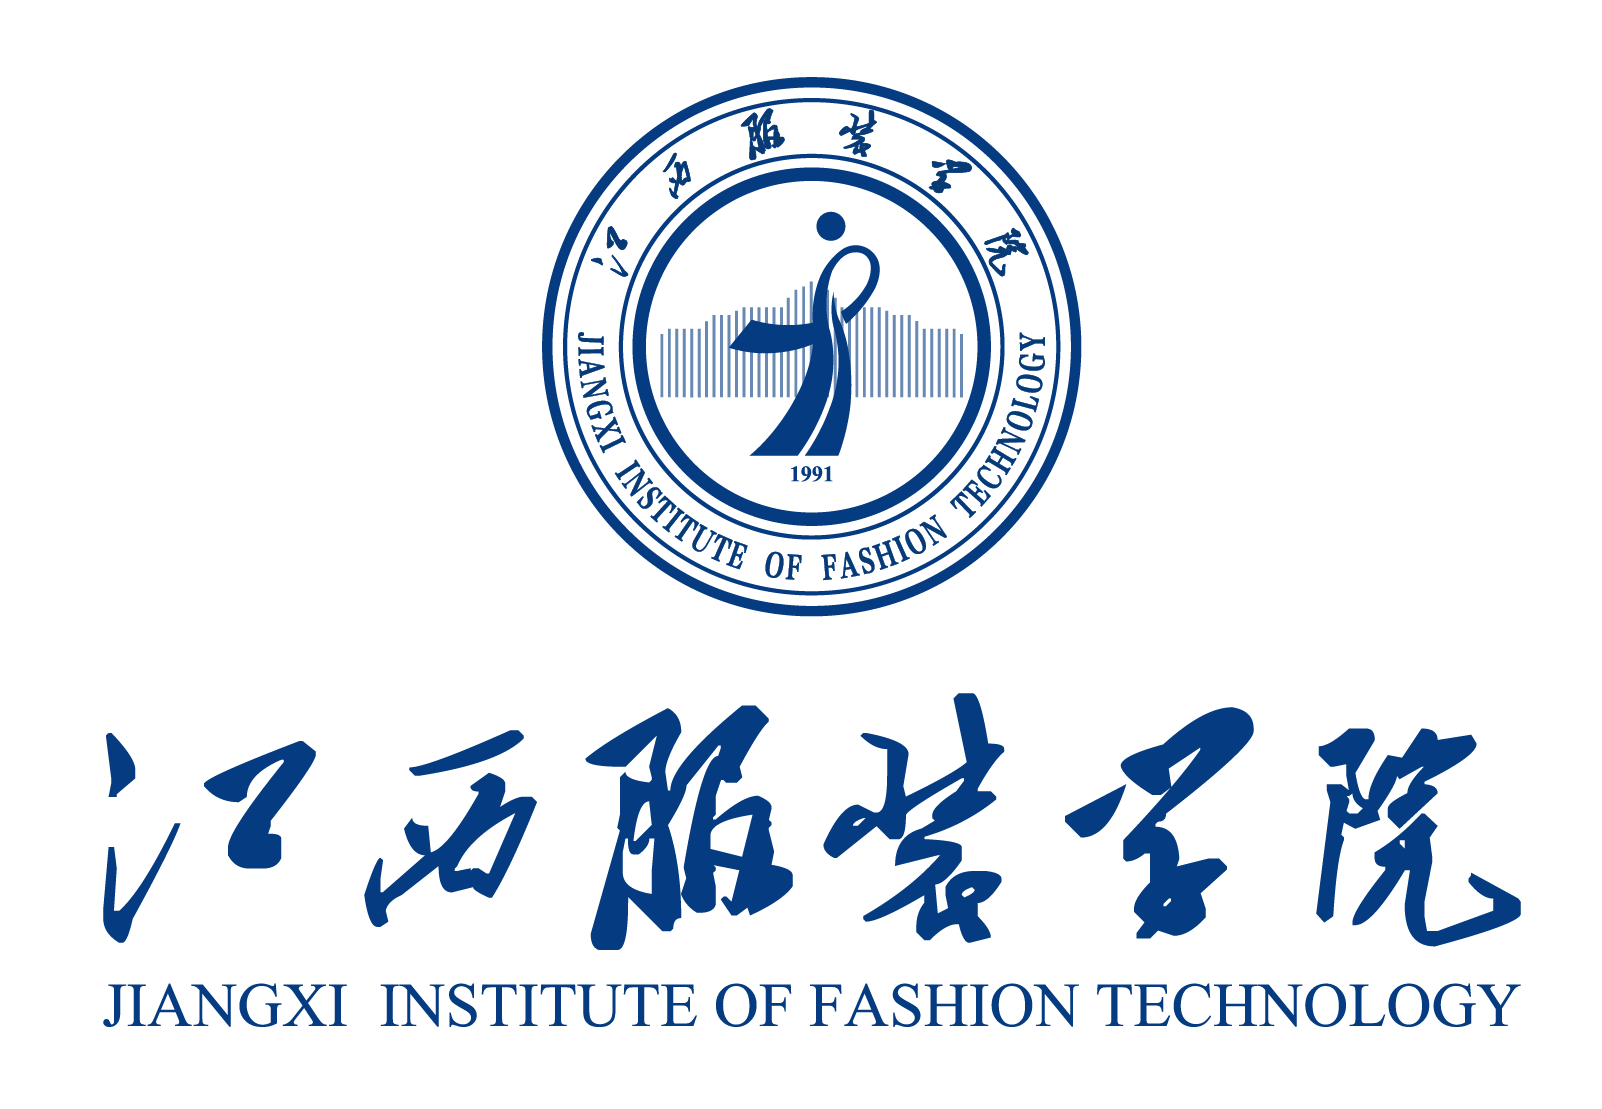 江西服装学院
JIANGXI INSTITUTE OF FASHION TECHNOLOGY
1991
江西服装学院
JIANGXI INSTITUTE OF FASHION TECHNOLOGY